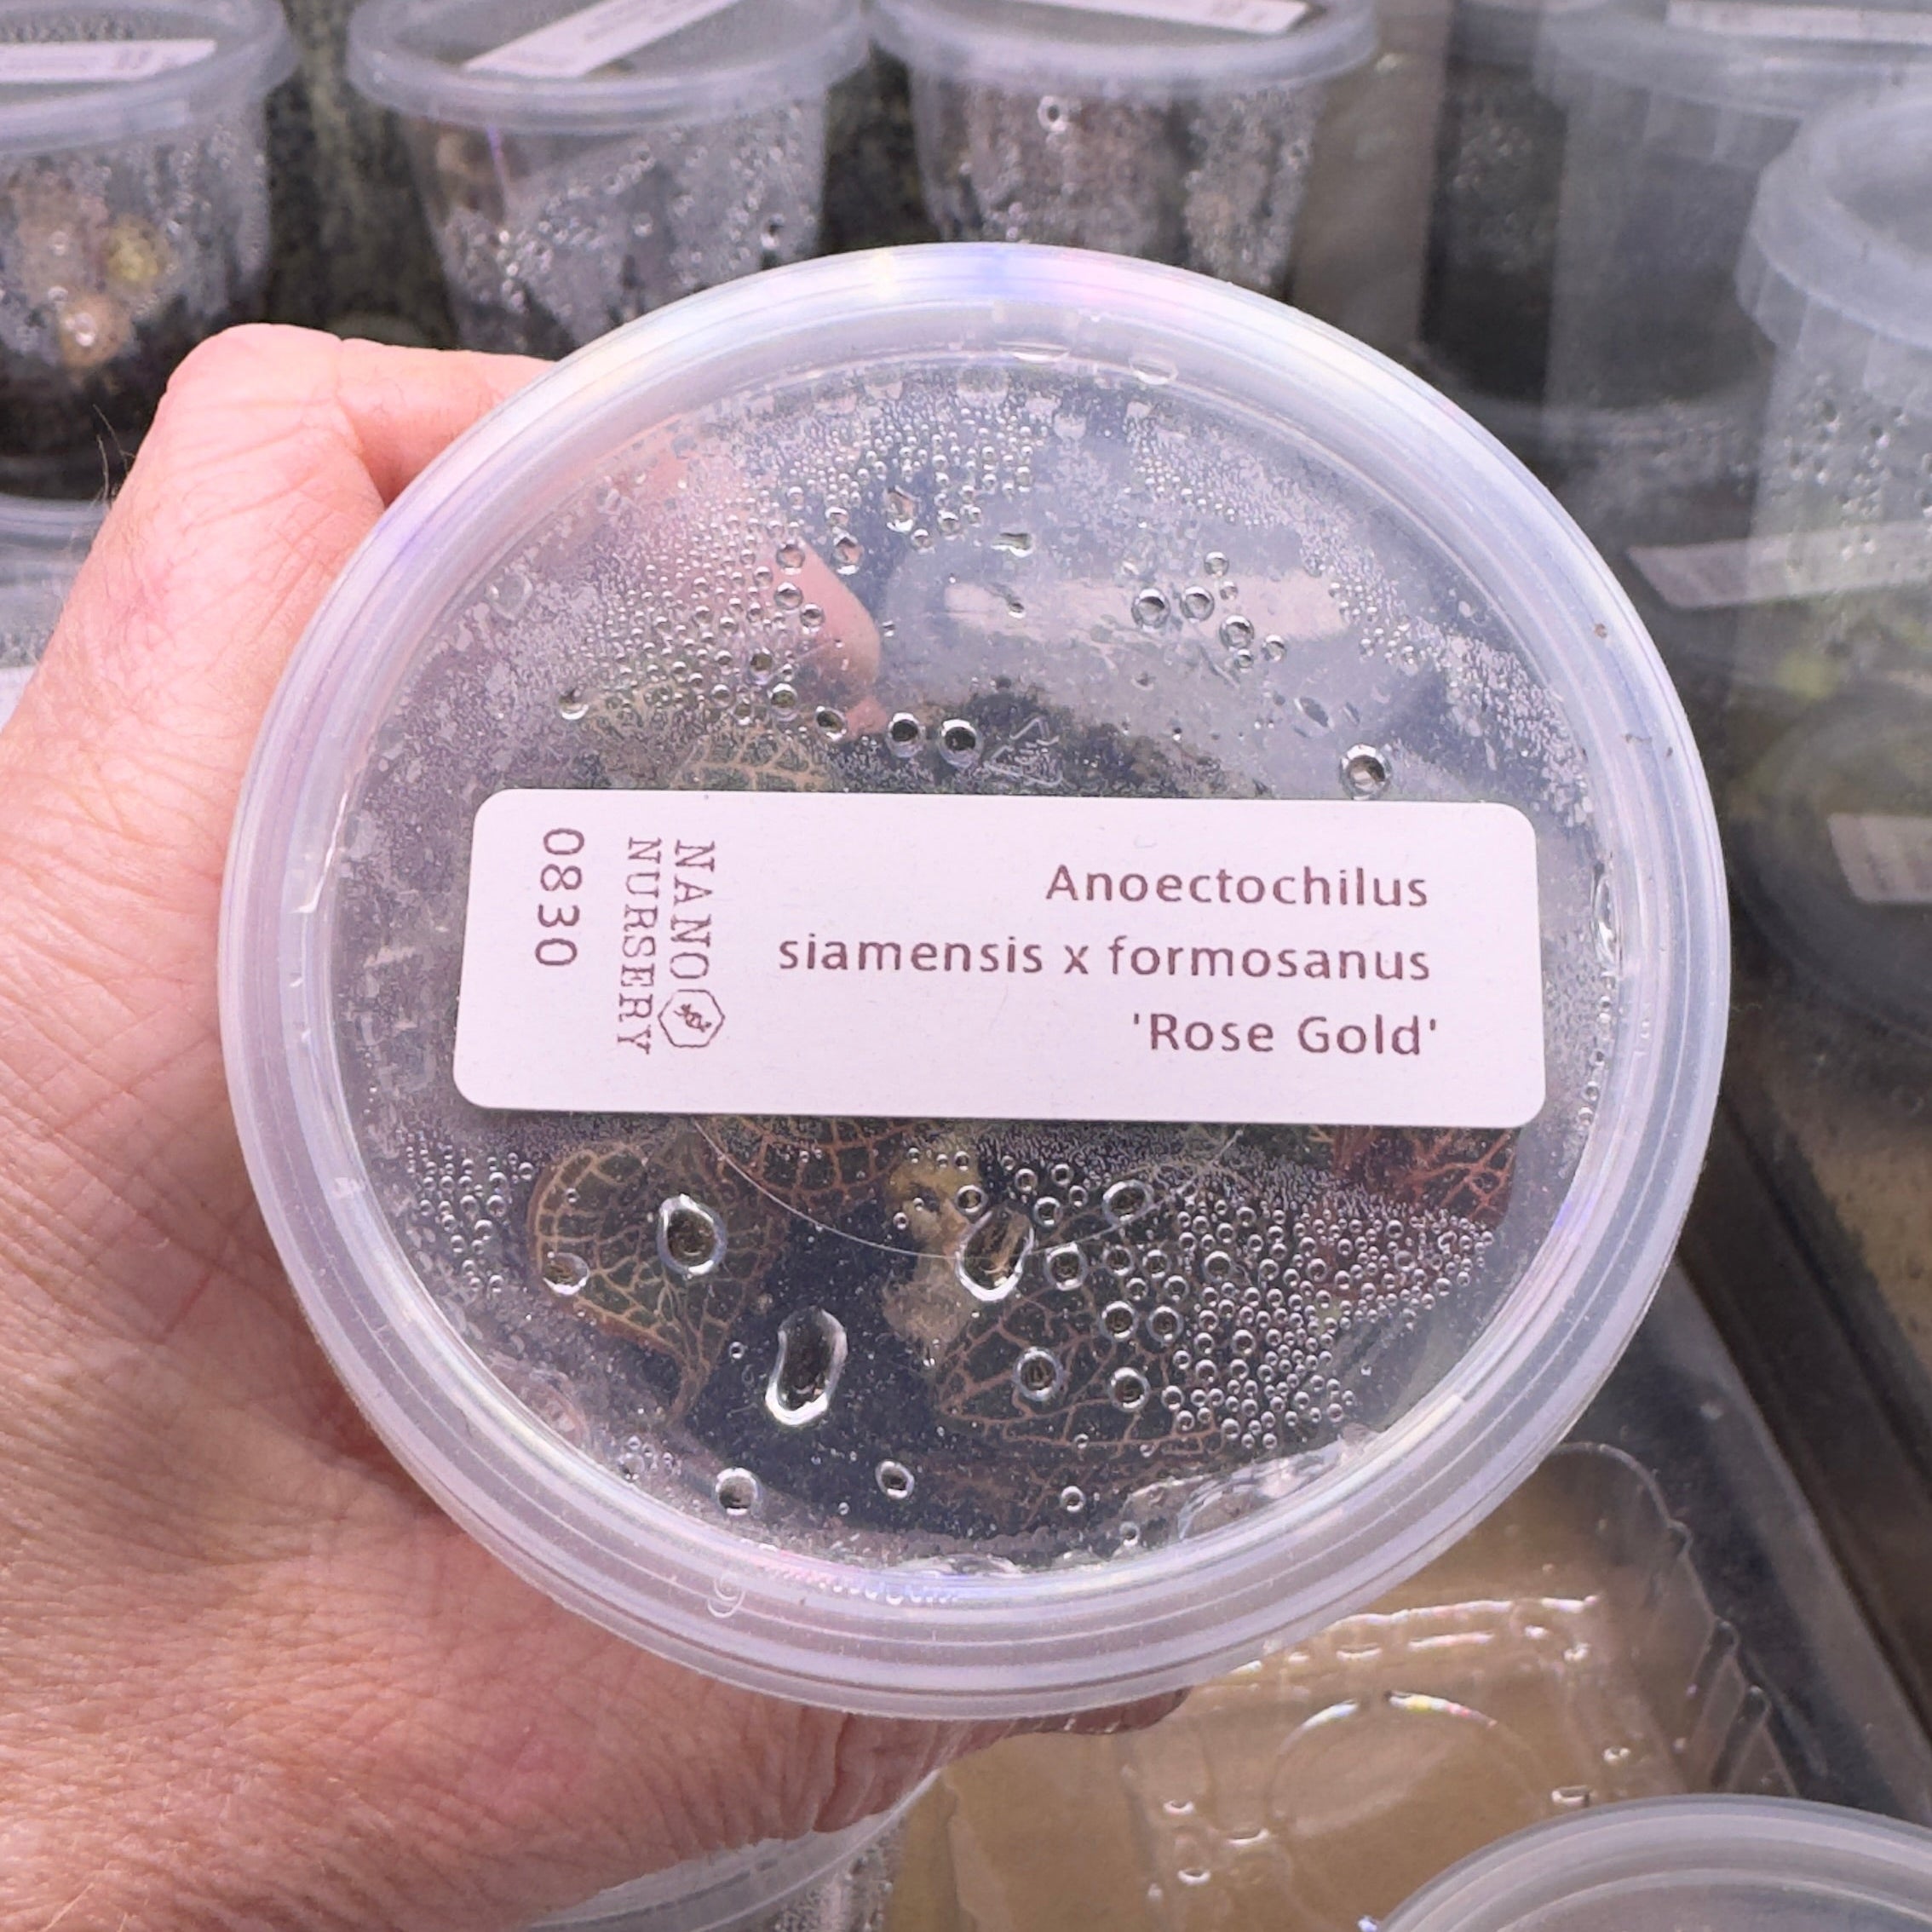 Anoectochilus
siamensis x formosanus
'Rose Gold'
NANO
NURSERY
0830